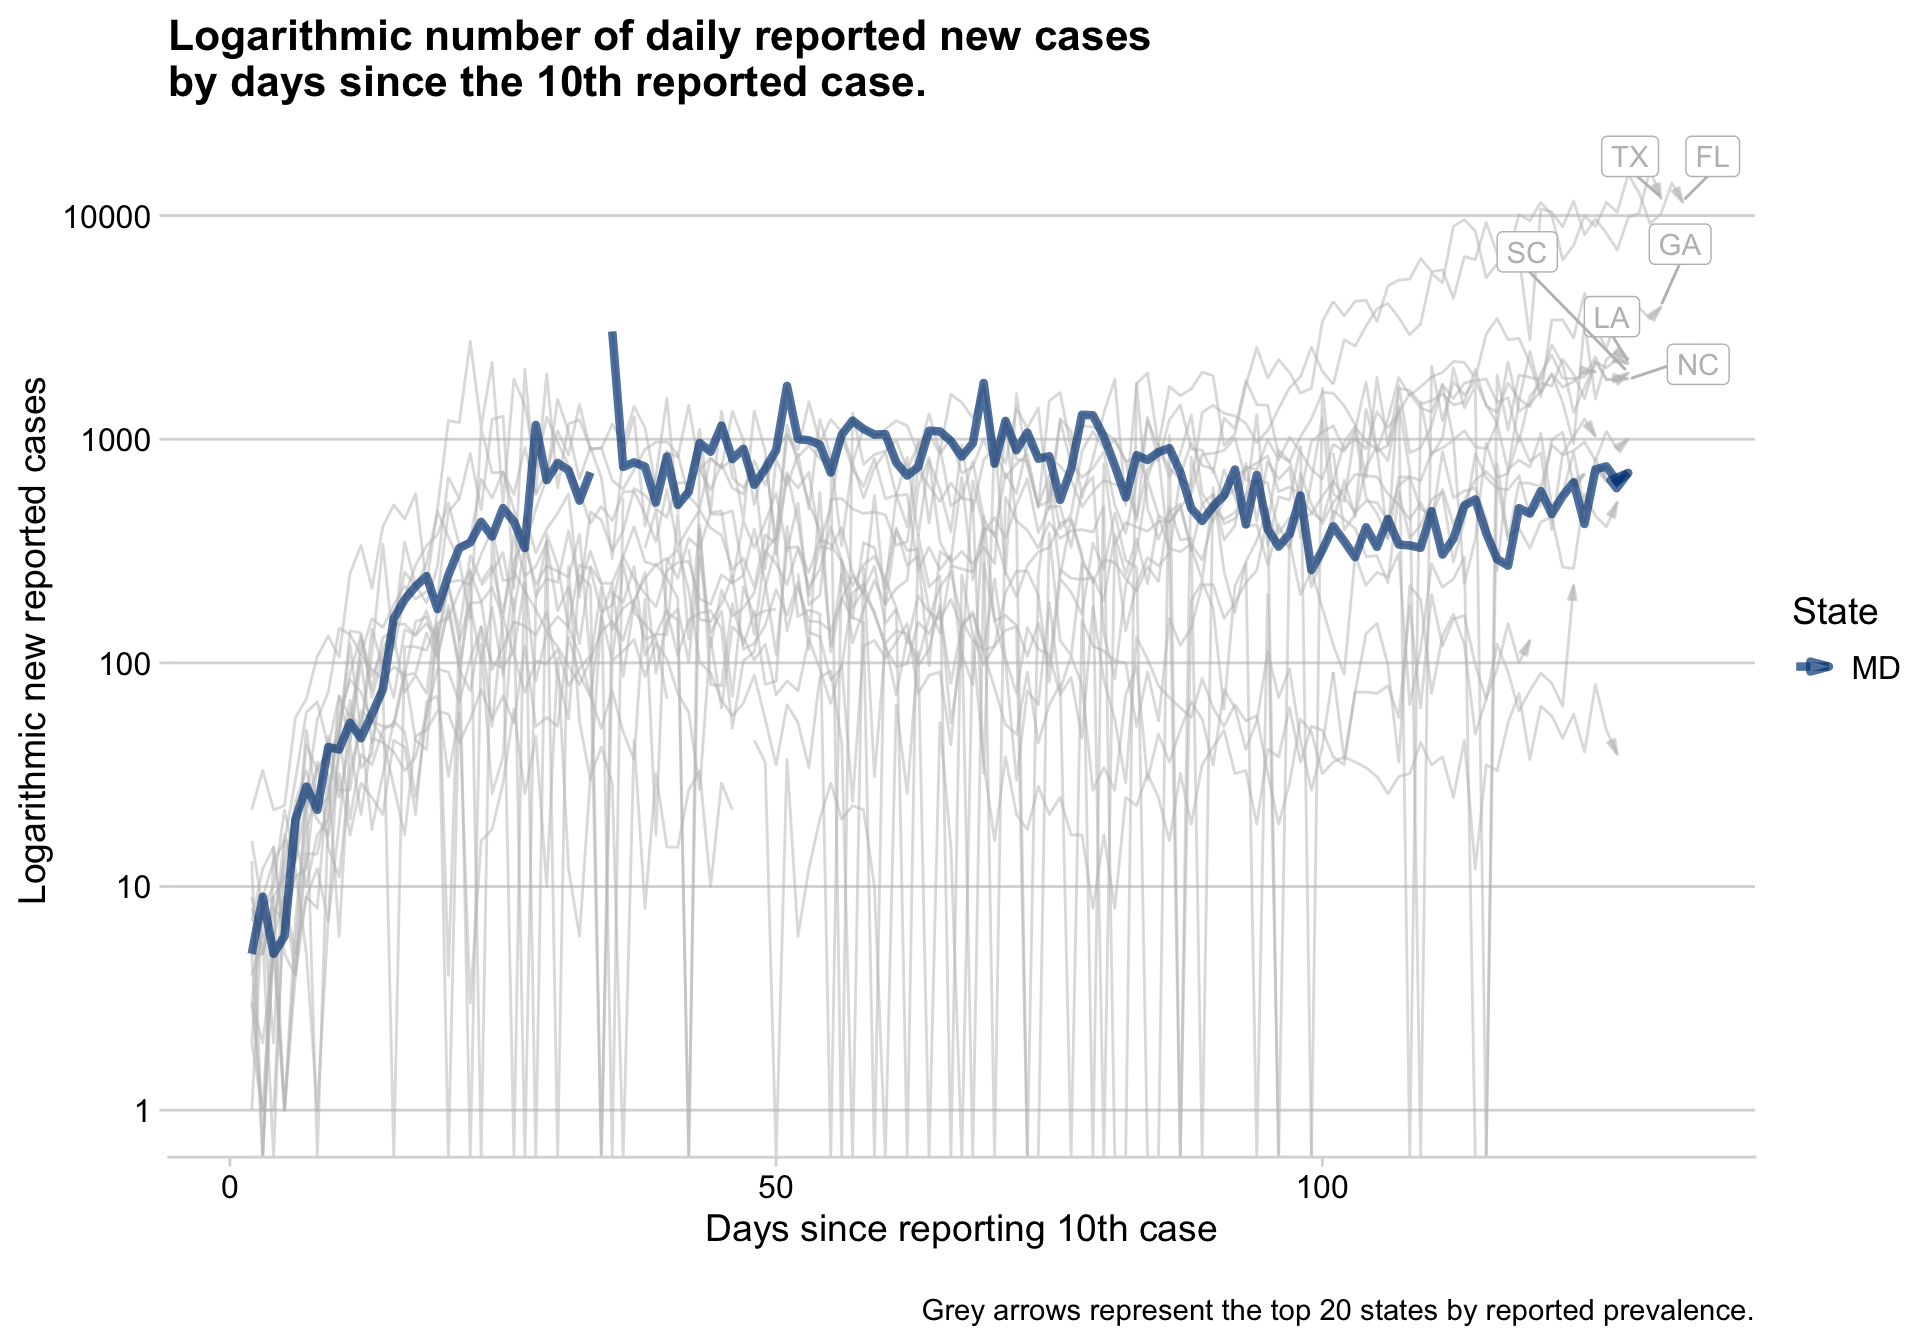 Logarithmic number of daily reported new cases
by days since the 10th reported case.
TX
FL
10000
SC
GA
LA
NC
1000
100
10
1
Logarithmic new reported cases
State
MD
0
50
100
Days since reporting 10th case
Grey arrows represent the top 20 states by reported prevalence.